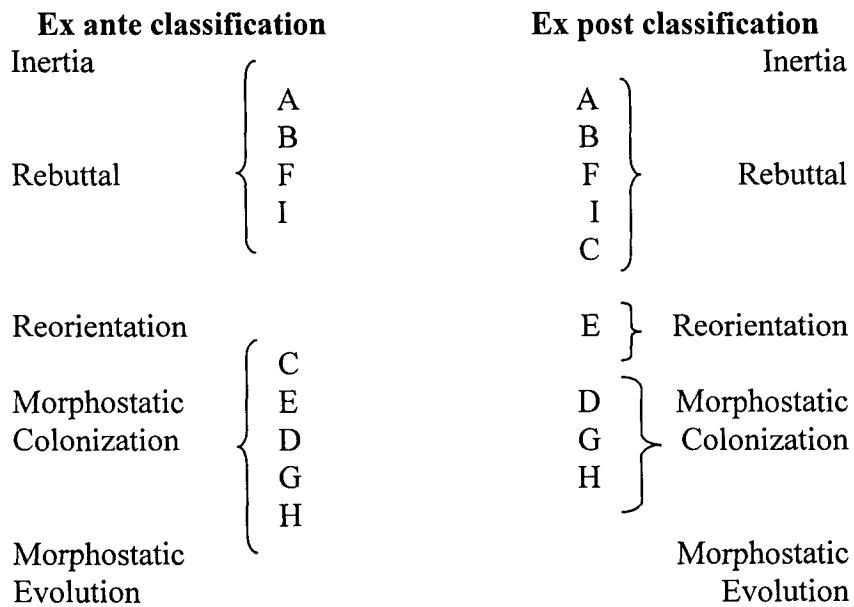 Ex ante classification Ex post classification
Inertia Inertia
A A
B B
Rebuttal F F Rebuttal
I I
C
Reorientation E Reorientation
C
Morphostatic E D Morphostatic
Colonization D G Colonization
G H
H
Morphostatic Morphostatic
Evolution Evolution